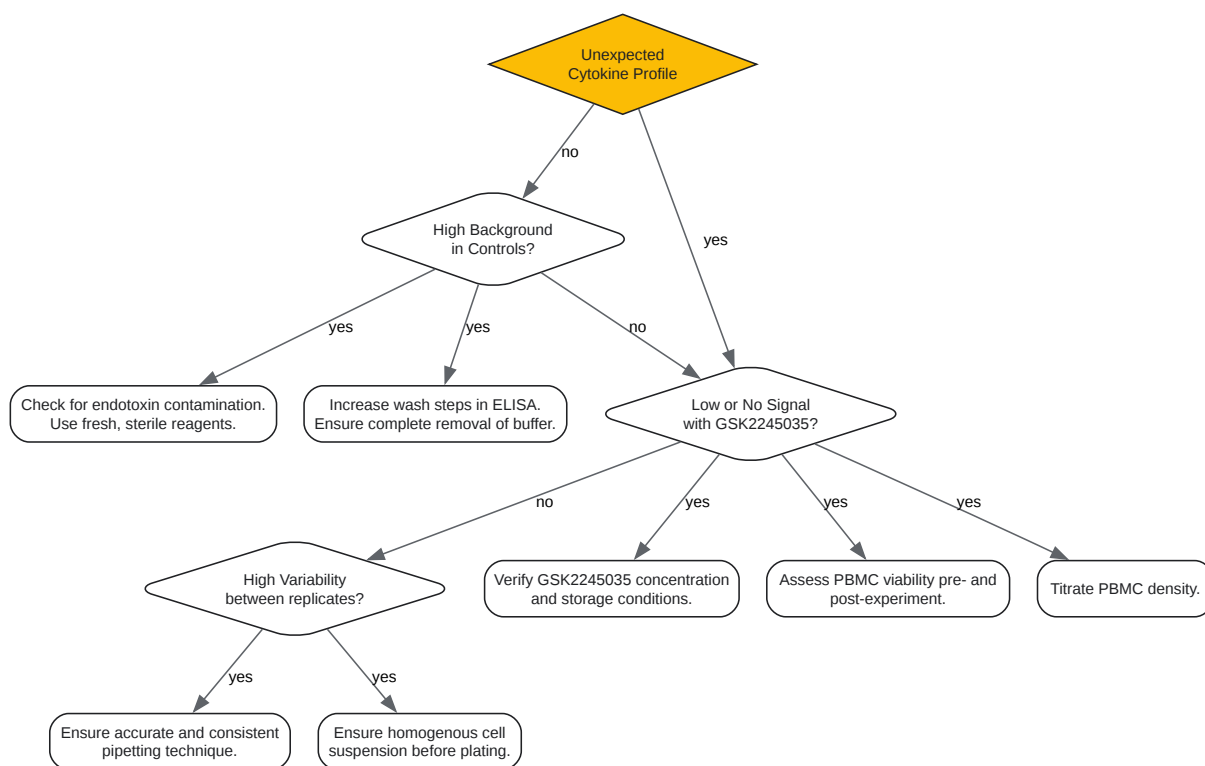 Unexpected
Cytokine Profile
no
yes
High Background
in Controls?
yes
yes
no
Check for endotoxin contamination.
Use fresh, sterile reagents.
Increase wash steps in ELISA.
Ensure complete removal of buffer.
Low or No Signal
with GSK2245035?
no
yes
yes
yes
High Variability
between replicates?
Verify GSK2245035 concentration
and storage conditions.
Assess PBMC viability pre- and
post-experiment.
Titrate PBMC density.
yes
yes
Ensure accurate and consistent
pipetting technique.
Ensure homogenous cell
suspension before plating.